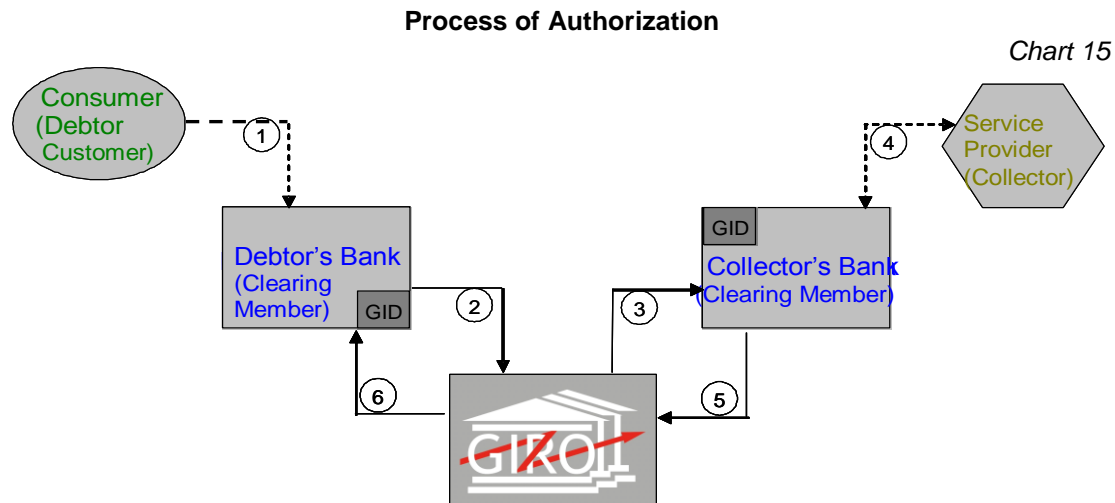 Process of Authorization
Chart 15
Consumer
(Debtor
Customer)
1
Service
Provider
(Collector)
4
Debtor’s Bank
(Clearing
Member)
GID
2
GID
Collector's Bank
(Clearing Member)
3
6
5
GIRO